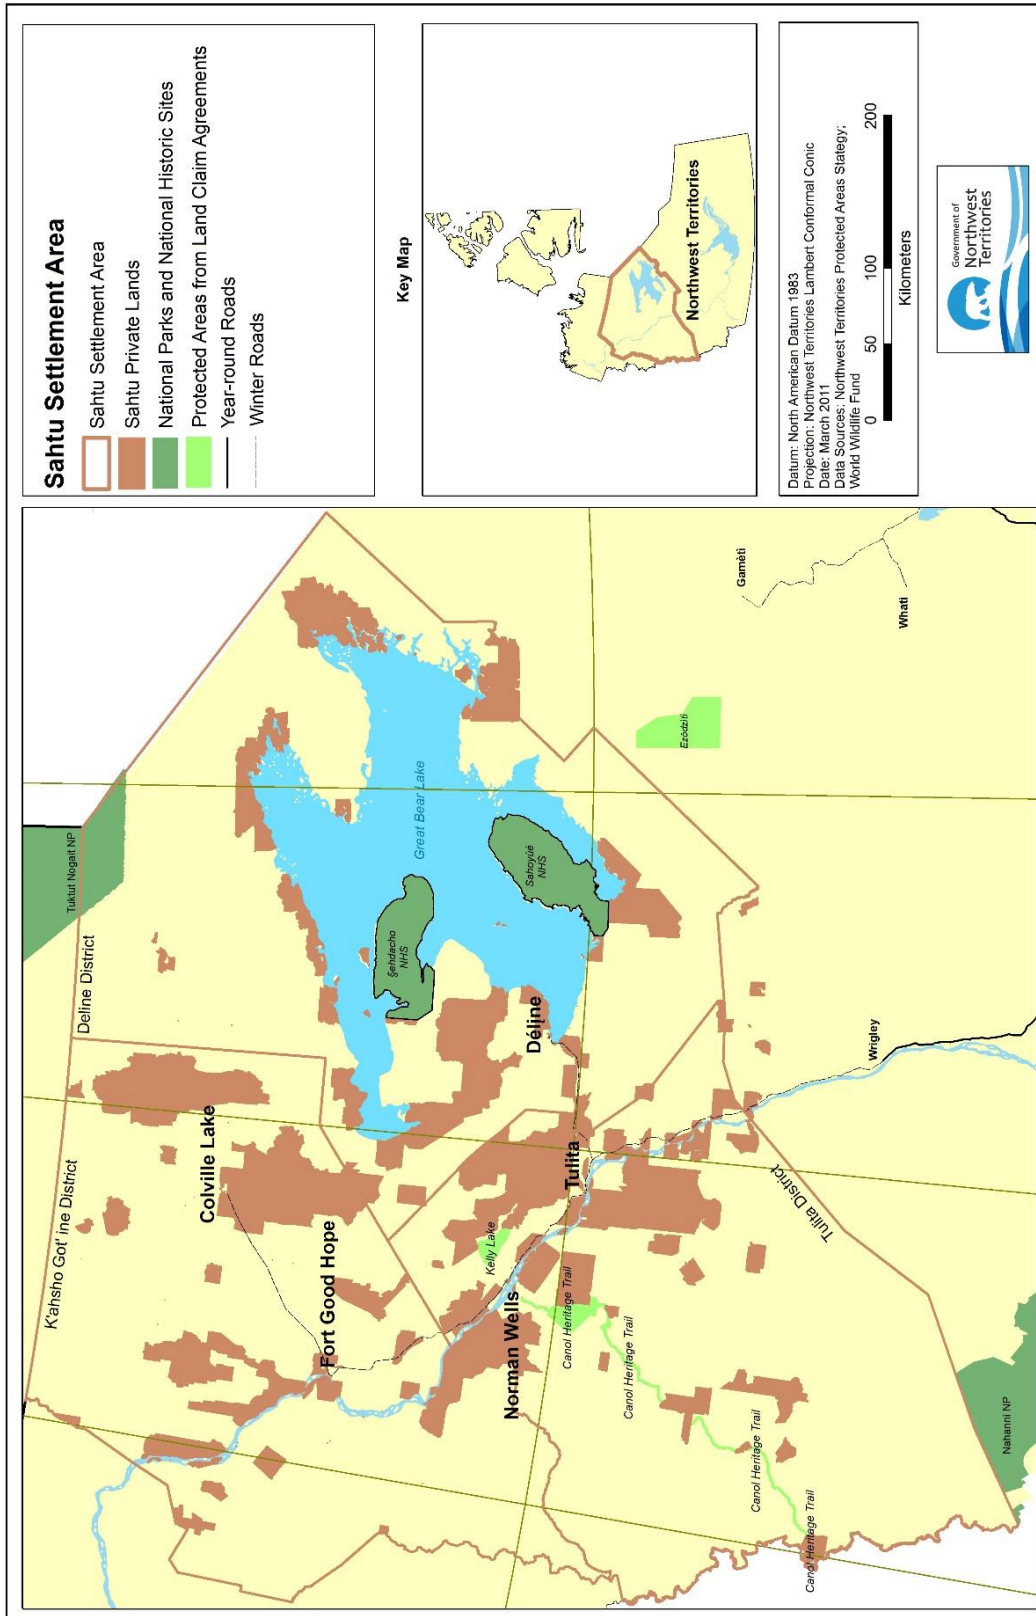 Sahtu Settlement Area
Sahtu Settlement Area
Sahtu Private Lands
National Parks and National Historic Sites
Protected Areas from Land Claim Agreements
Year-round Roads
Winter Roads
Key Map
Northwest Territories
Datum: North American Datum 1983
Projection: Northwest Territories Lambert Conformal Conic
Date: March 2011
Data Sources: Northwest Territories Protected Areas Stategy;
World Wildlife Fund
0 50 100 200
Kilometers
Government of
Northwest
Territories
Tuktut Nogait NP
Deline District
K'ahsho Got' ine District
Colville Lake
Fort Good Hope
Great Bear Lake
NHS
Sahoyúé
NHS
Déline
Kelly Lake
Norman Wells
Tulita
Canol Heritage Trail
Canol Heritage Trail
Canol Heritage Trail
Canol Heritage Trail
Tulita District
Nahanni NP
Wrigley
Ezôdziti
Gamèti
Whati